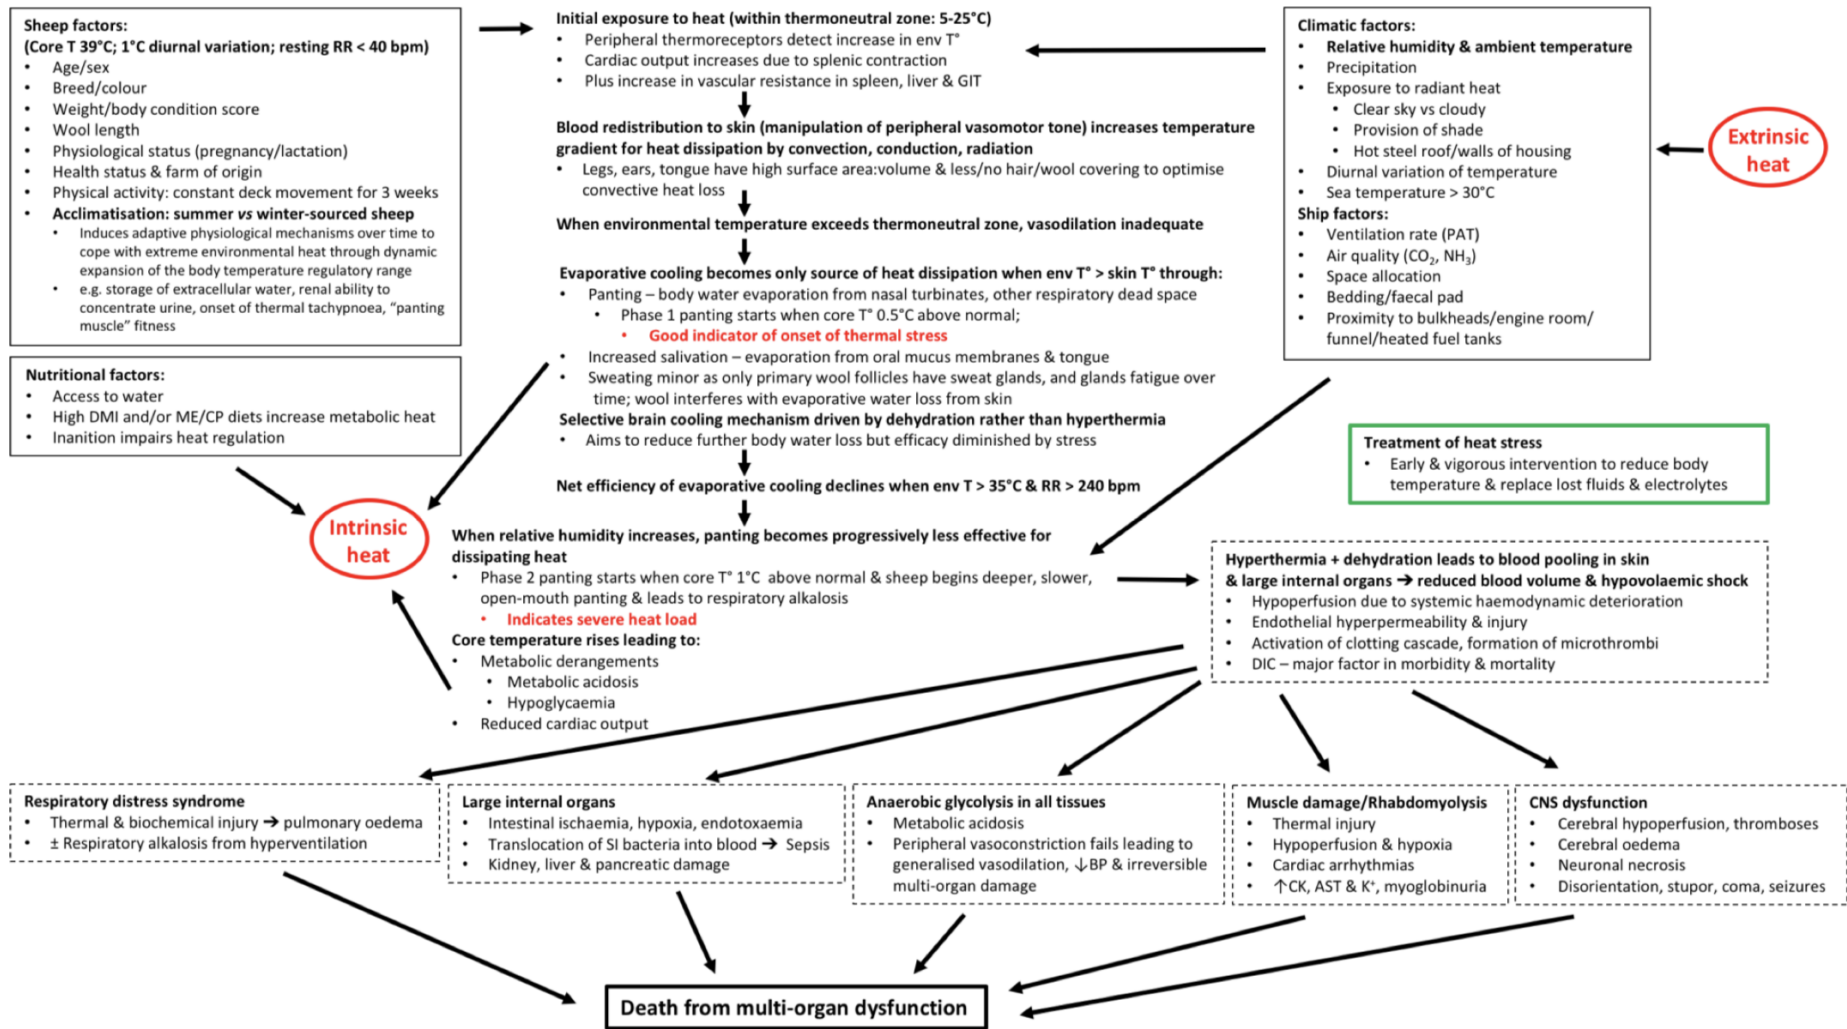 Sheep factors:
(Core T 39°C; 1°C diurnal variation; resting RR < 40 bpm)
• Age/sex
• Breed/colour
• Weight/body condition score
• Wool length
• Physiological status (pregnancy/lactation)
• Health status & farm of origin
• Physical activity: constant deck movement for 3 weeks
• Acclimatisation: summer vs winter-sourced sheep
• Induces adaptive physiological mechanisms over time to
cope with extreme environmental heat through dynamic
expansion of the body temperature regulatory range
• e.g. storage of extracellular water, renal ability to
concentrate urine, onset of thermal tachypnoea, “panting
muscle” fitness
Nutritional factors:
• Access to water
• High DMI and/or ME/CP diets increase metabolic heat
• Inanition impairs heat regulation
Intrinsic
heat
Initial exposure to heat (within thermoneutral zone: 5-25°C)
• Peripheral thermoreceptors detect increase in env T°
• Cardiac output increases due to splenic contraction
• Plus increase in vascular resistance in spleen, liver & GIT
Blood redistribution to skin (manipulation of peripheral vasomotor tone) increases temperature
gradient for heat dissipation by convection, conduction, radiation
• Legs, ears, tongue have high surface area:volume & less/no hair/wool covering to optimise
convective heat loss
When environmental temperature exceeds thermoneutral zone, vasodilation inadequate
Evaporative cooling becomes only source of heat dissipation when env T° > skin T° through:
• Panting – body water evaporation from nasal turbinates, other respiratory dead space
• Phase 1 panting starts when core T° 0.5°C above normal;
• Good indicator of onset of thermal stress
• Increased salivation – evaporation from oral mucus membranes & tongue
• Sweating minor as only primary wool follicles have sweat glands, and glands fatigue over
time; wool interferes with evaporative water loss from skin
Selective brain cooling mechanism driven by dehydration rather than hyperthermia
• Aims to reduce further body water loss but efficacy diminished by stress
Net efficiency of evaporative cooling declines when env T > 35°C & RR > 240 bpm
When relative humidity increases, panting becomes progressively less effective for
dissipating heat
• Phase 2 panting starts when core T° 1°C above normal & sheep begins deeper, slower,
open-mouth panting & leads to respiratory alkalosis
• Indicates severe heat load
Core temperature rises leading to:
• Metabolic derangements
• Metabolic acidosis
• Hypoglycaemia
• Reduced cardiac output
Climatic factors:
• Relative humidity & ambient temperature
• Precipitation
• Exposure to radiant heat
• Clear sky vs cloudy
• Provision of shade
• Hot steel roof/walls of housing
• Diurnal variation of temperature
• Sea temperature > 30°C
Ship factors:
• Ventilation rate (PAT)
• Air quality (CO₂, NH₃)
• Space allocation
• Bedding/faecal pad
• Proximity to bulkheads/engine room/
funnel/heated fuel tanks
Extrinsic
heat
Treatment of heat stress
• Early & vigorous intervention to reduce body
temperature & replace lost fluids & electrolytes
Hyperthermia + dehydration leads to blood pooling in skin
& large internal organs → reduced blood volume & hypovolaemic shock
• Hypoperfusion due to systemic haemodynamic deterioration
• Endothelial hyperpermeability & injury
• Activation of clotting cascade, formation of microthrombi
• DIC – major factor in morbidity & mortality
Respiratory distress syndrome
• Thermal & biochemical injury → pulmonary oedema
• ± Respiratory alkalosis from hyperventilation
Large internal organs
• Intestinal ischaemia, hypoxia, endotoxaemia
• Translocation of SI bacteria into blood → Sepsis
• Kidney, liver & pancreatic damage
Anaerobic glycolysis in all tissues
• Metabolic acidosis
• Peripheral vasoconstriction fails leading to
generalised vasodilation, ↓BP & irreversible
multi-organ damage
Muscle damage/Rhabdomyolysis
• Thermal injury
• Hypoperfusion & hypoxia
• Cardiac arrhythmias
• ↑CK, AST & K⁺, myoglobinuria
CNS dysfunction
• Cerebral hypoperfusion, thromboses
• Cerebral oedema
• Neuronal necrosis
• Disorientation, stupor, coma, seizures
Death from multi-organ dysfunction